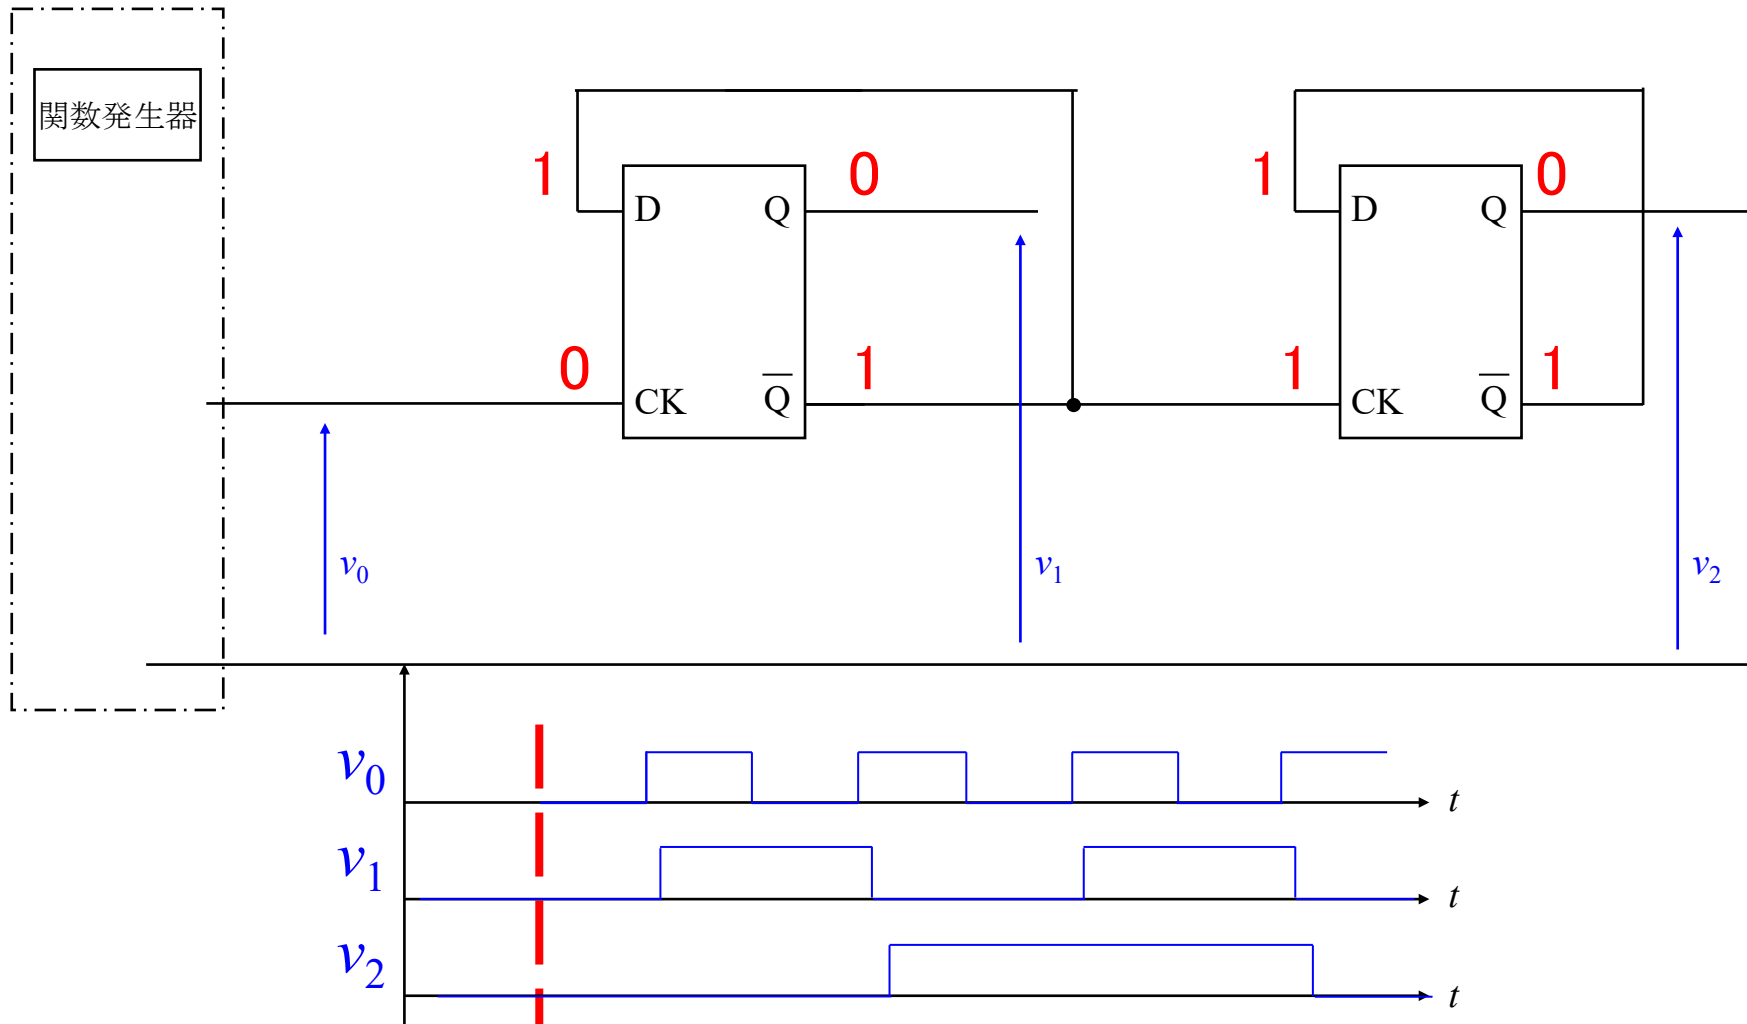 関数発生器
1 0 1 0
D Q D Q
0 1 1 1
CK Q̅ CK Q̅
v₀ v₁ v₂
v₀ t
v₁ t
v₂ t